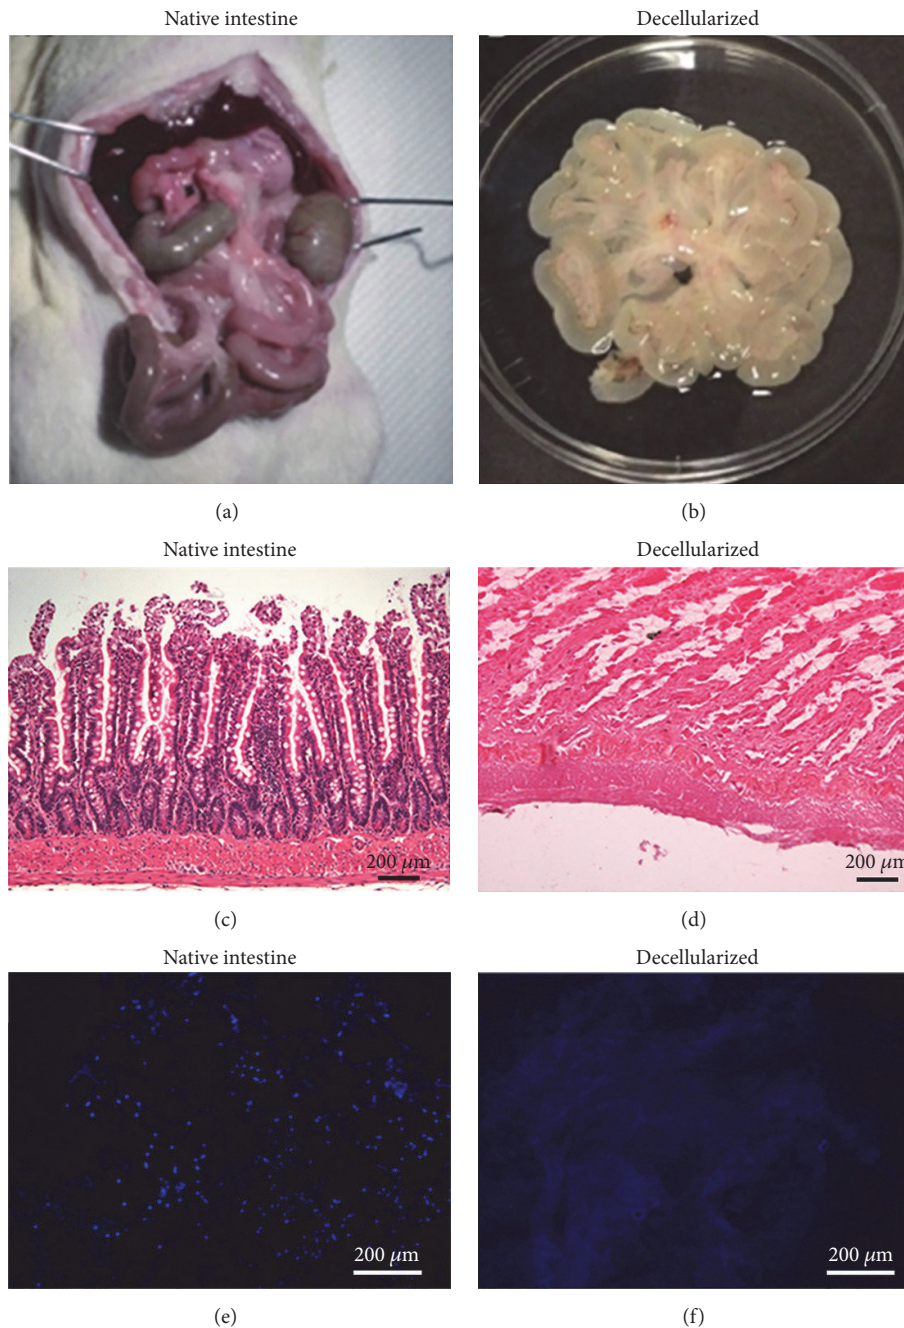 Native intestine
Decellularized
(a)
(b)
Native intestine
Decellularized
200 μm
200 μm
(c)
(d)
Native intestine
Decellularized
200 μm
200 μm
(e)
(f)